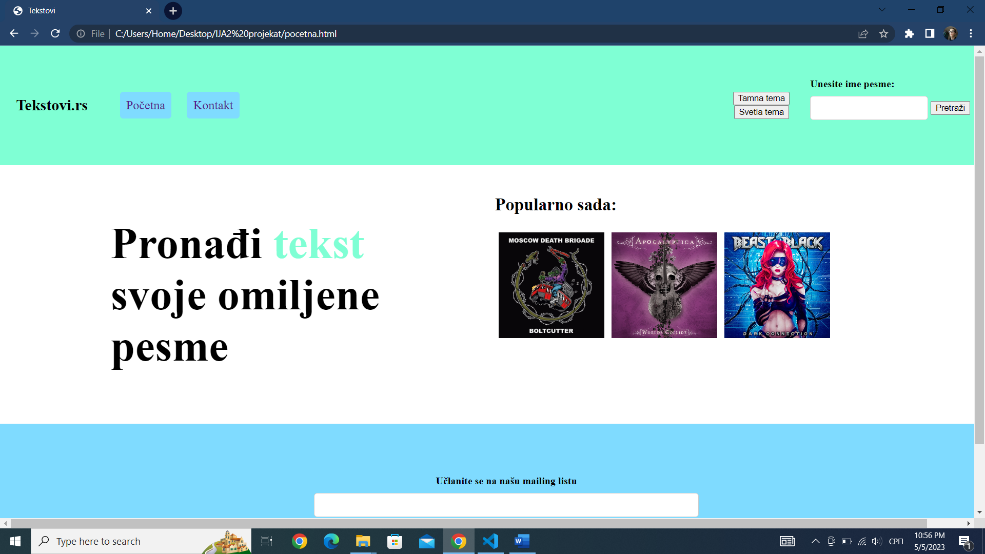 Tekstovi
File
C:/Users/Home/Desktop/IJA2%20projekat/pocetna.html
Tekstovi.rs
Početna
Kontakt
Tamna tema
Svetla tema
Unesite ime pesme:
Pretraži
Pronađi tekst
svoje omiljene
pesme
Popularno sada:
MOSCOW DEATH BRIGADE
BOLTCUTTER
APOCALYPTICA
WORLDS COLLIDE
BEAST IN BLACK
DARK CONNECTION
Učlanite se na našu mailing listu
Type here to search
СРП
10:56 PM
5/5/2023
1